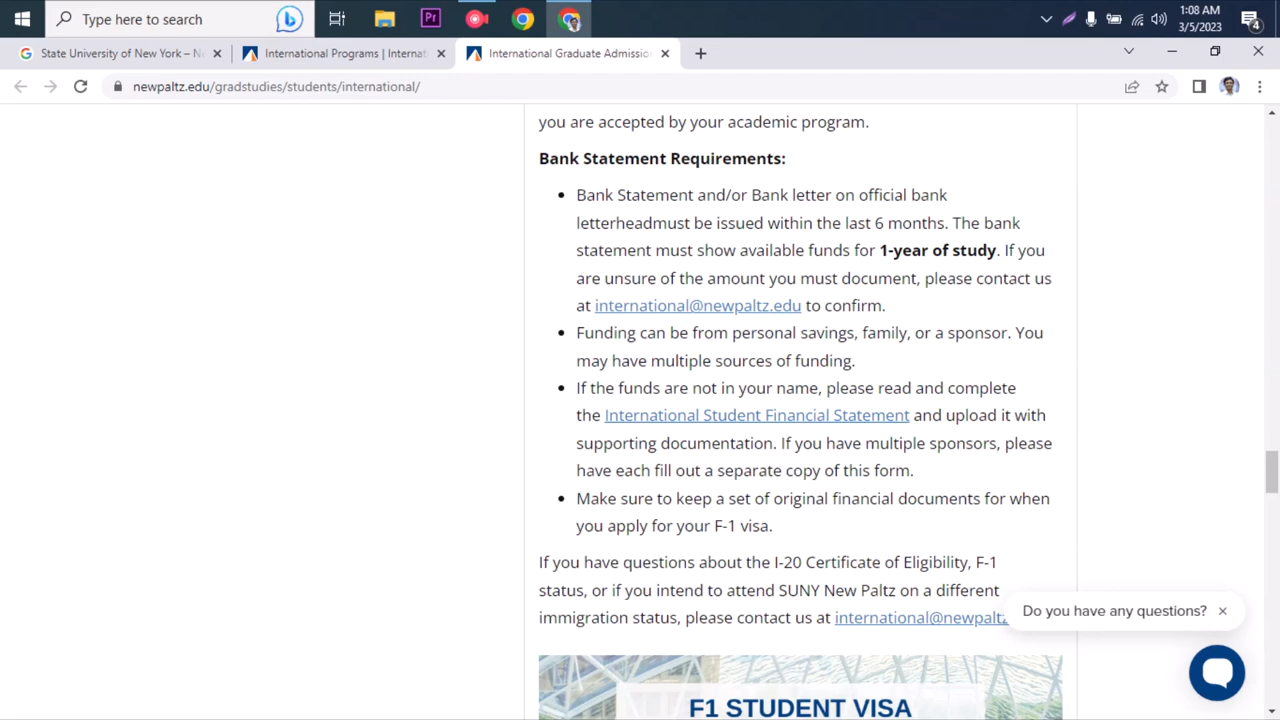 Type here to search
Pr
1:08 AM
3/5/2023
4
State University of New York – N
International Programs | Internat
International Graduate Admissio
newpaltz.edu/gradstudies/students/international/
you are accepted by your academic program.
Bank Statement Requirements:
• Bank Statement and/or Bank letter on official bank
letterheadmust be issued within the last 6 months. The bank
statement must show available funds for 1-year of study. If you
are unsure of the amount you must document, please contact us
at international@newpaltz.edu to confirm.
• Funding can be from personal savings, family, or a sponsor. You
may have multiple sources of funding.
• If the funds are not in your name, please read and complete
the International Student Financial Statement and upload it with
supporting documentation. If you have multiple sponsors, please
have each fill out a separate copy of this form.
• Make sure to keep a set of original financial documents for when
you apply for your F-1 visa.
If you have questions about the I-20 Certificate of Eligibility, F-1
status, or if you intend to attend SUNY New Paltz on a different
immigration status, please contact us at international@newpaltz
Do you have any questions?
F1 STUDENT VISA